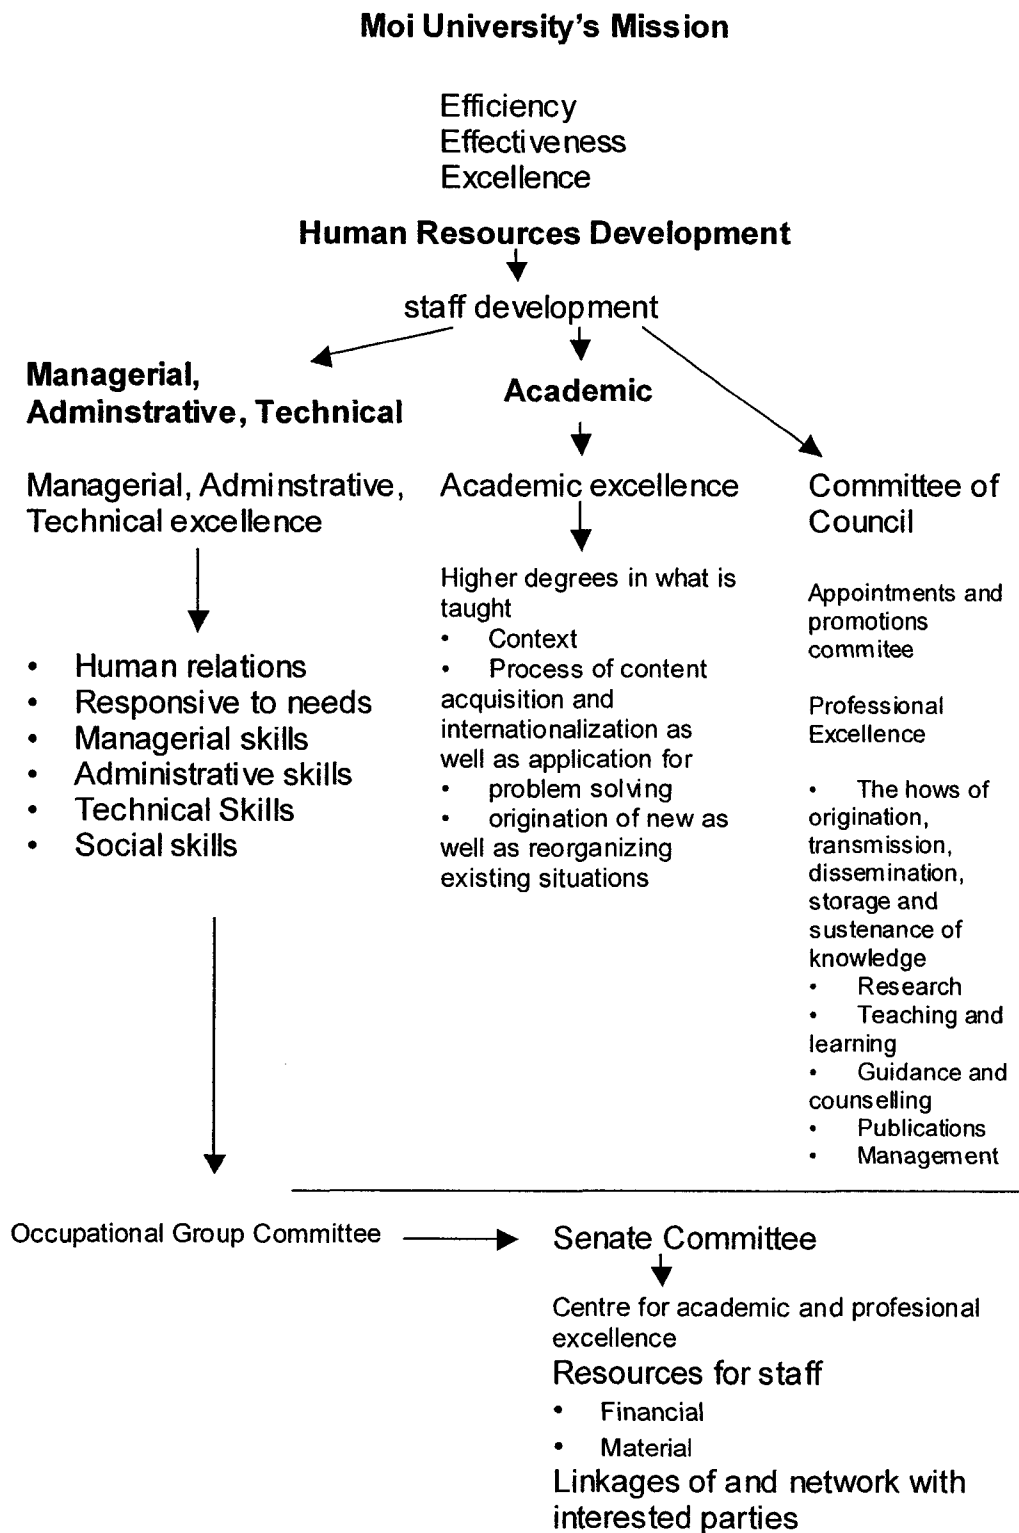 Moi University's Mission
Efficiency
Effectiveness
Excellence
Human Resources Development
staff development
Managerial,
Adminstrative, Technical
Managerial, Adminstrative,
Technical excellence
• Human relations
• Responsive to needs
• Managerial skills
• Administrative skills
• Technical Skills
• Social skills
Academic
Academic excellence
Higher degrees in what is
taught
• Context
• Process of content
acquisition and
internationalization as
well as application for
• problem solving
• origination of new as
well as reorganizing
existing situations
Committee of
Council
Appointments and
promotions
commitee
Professional
Excellence
• The hows of
origination,
transmission,
dissemination,
storage and
sustenance of
knowledge
• Research
• Teaching and
learning
• Guidance and
counselling
• Publications
• Management
Occupational Group Committee
Senate Committee
Centre for academic and profesional
excellence
Resources for staff
• Financial
• Material
Linkages of and network with
interested parties